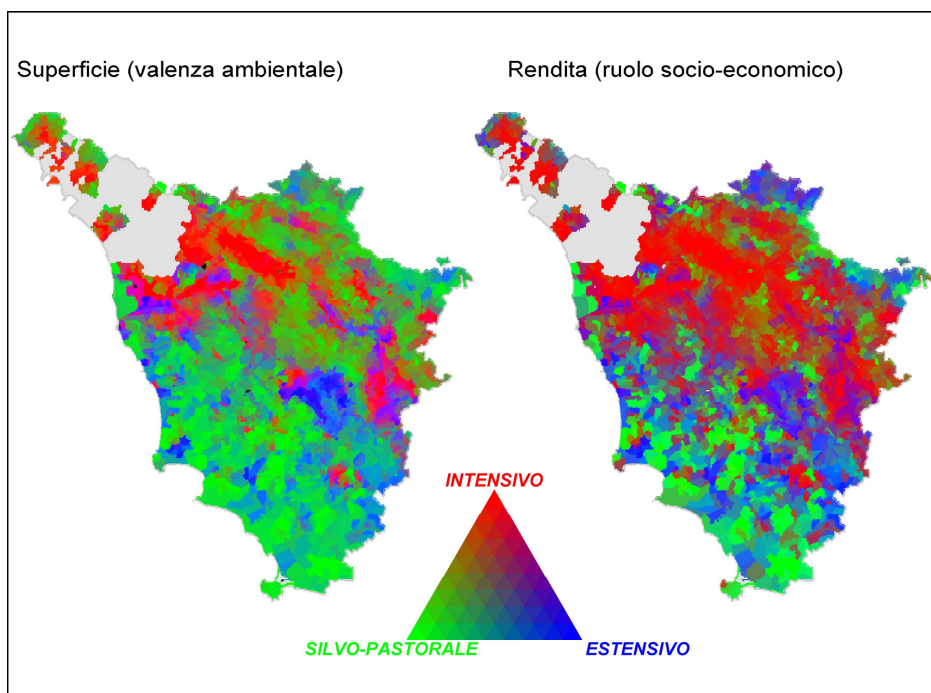 Superficie (valenza ambientale)
Rendita (ruolo socio-economico)
INTENSIVO
SILVO-PASTORALE
ESTENSIVO